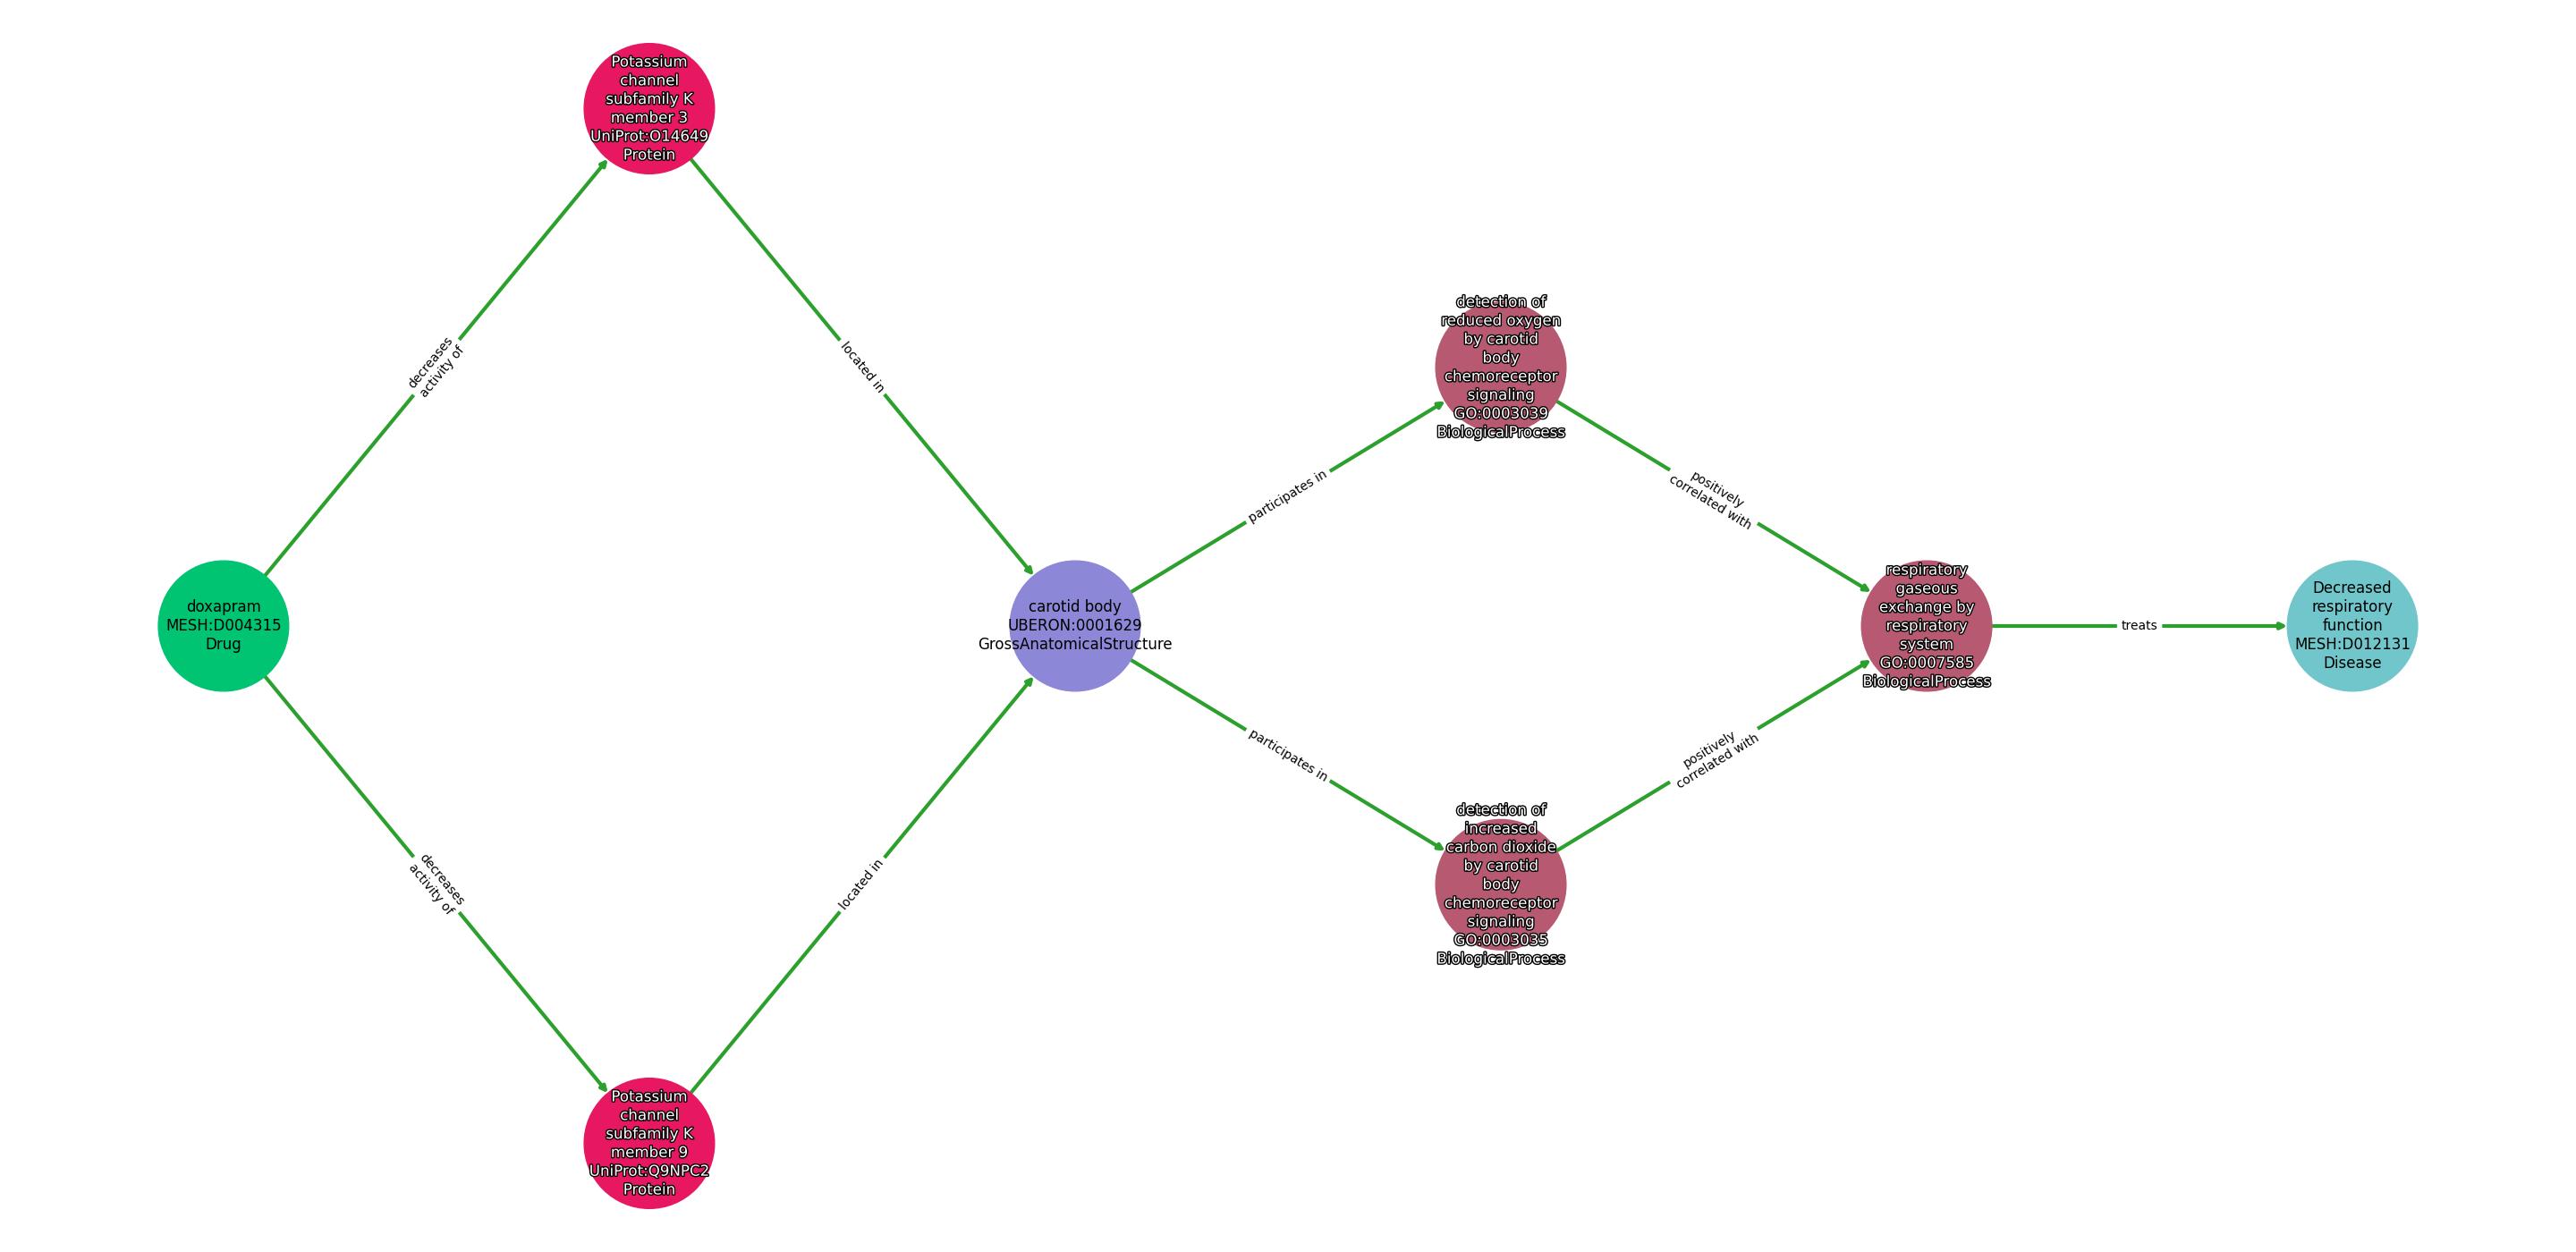 Potassium
channel
subfamily K
member 3
UniProt:O14649
Protein
decreases
activity of
located in
detection of
reduced oxygen
by carotid
body
chemoreceptor
signaling
GO:0003039
BiologicalProcess
participates in
positively
correlated with
doxapram
MESH:D004315
Drug
carotid body
UBERON:0001629
GrossAnatomicalStructure
respiratory
gaseous
exchange by
respiratory
system
GO:0007585
BiologicalProcess
treats
Decreased
respiratory
function
MESH:D012131
Disease
participates in
positively
correlated with
decreases
activity of
located in
detection of
increased
carbon dioxide
by carotid
body
chemoreceptor
signaling
GO:0003035
BiologicalProcess
Potassium
channel
subfamily K
member 9
UniProt:Q9NPC2
Protein